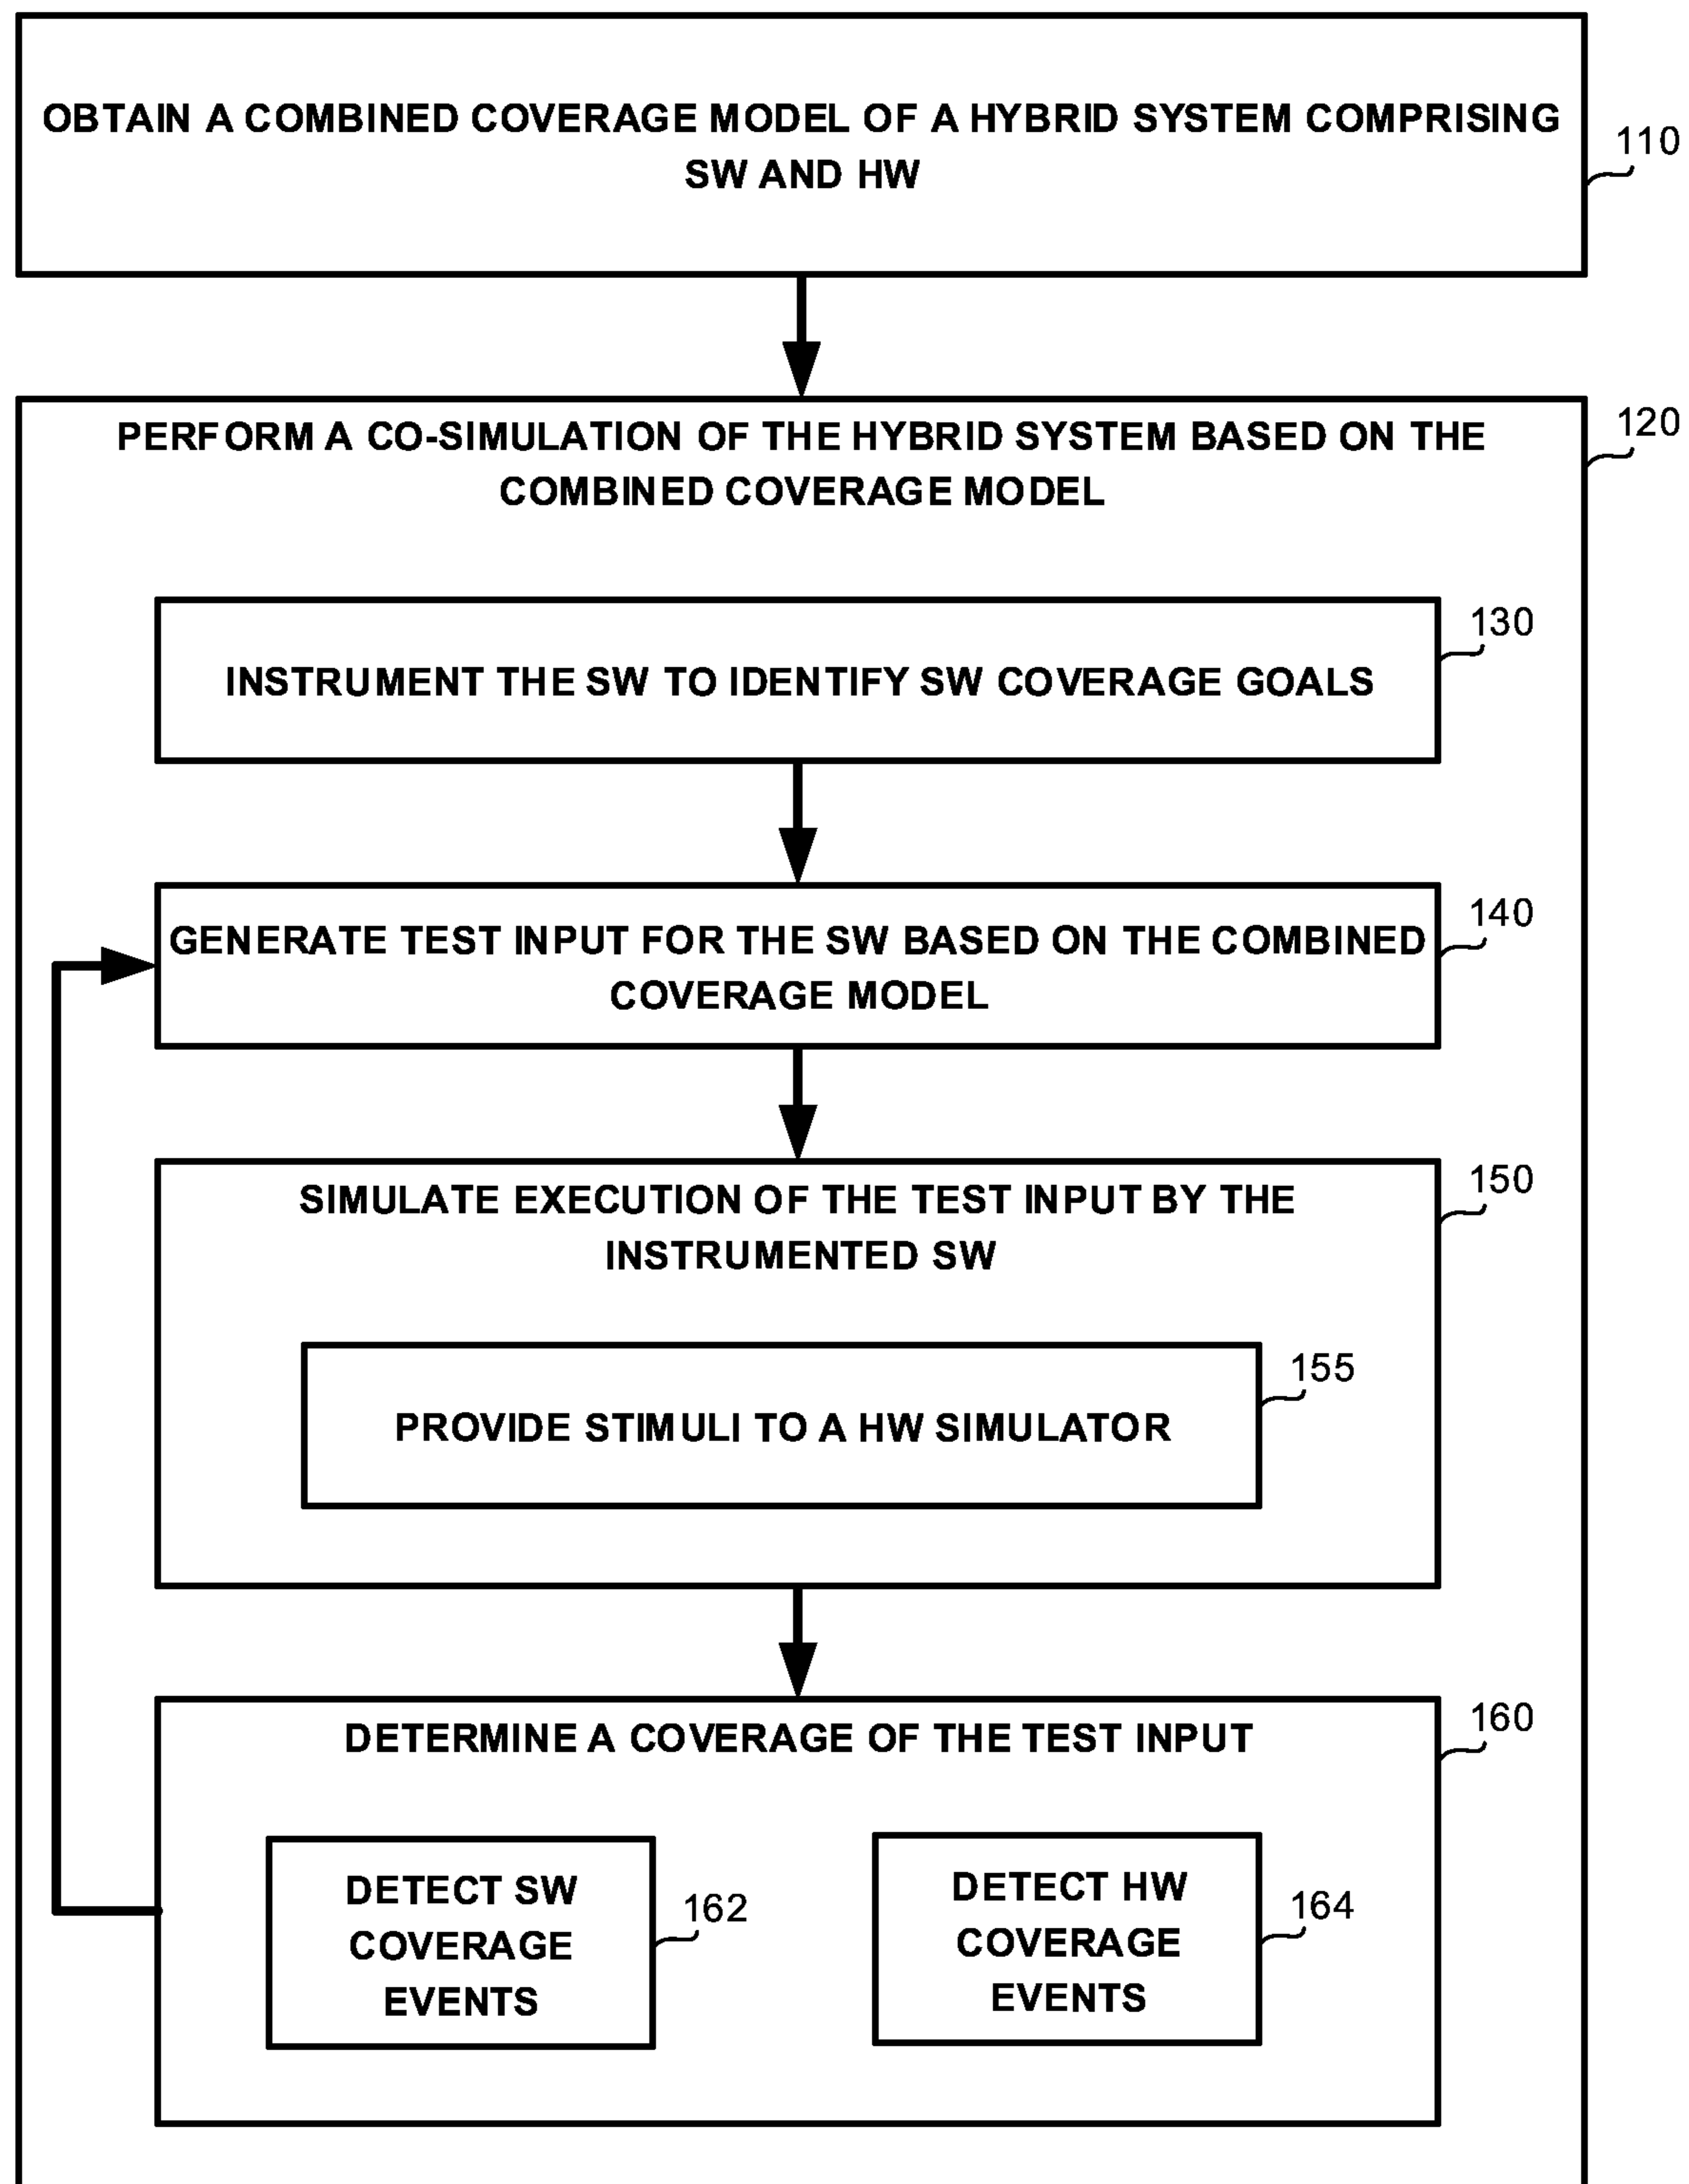 OBTAIN A COMBINED COVERAGE MODEL OF A HYBRID SYSTEM COMPRISING
SW AND HW
110
PERFORM A CO-SIMULATION OF THE HYBRID SYSTEM BASED ON THE
COMBINED COVERAGE MODEL
120
INSTRUMENT THE SW TO IDENTIFY SW COVERAGE GOALS
130
GENERATE TEST INPUT FOR THE SW BASED ON THE COMBINED
COVERAGE MODEL
140
SIMULATE EXECUTION OF THE TEST INPUT BY THE
INSTRUMENTED SW
150
PROVIDE STIMULI TO A HW SIMULATOR
155
DETERMINE A COVERAGE OF THE TEST INPUT
160
DETECT SW
COVERAGE
EVENTS
162
DETECT HW
COVERAGE
EVENTS
164